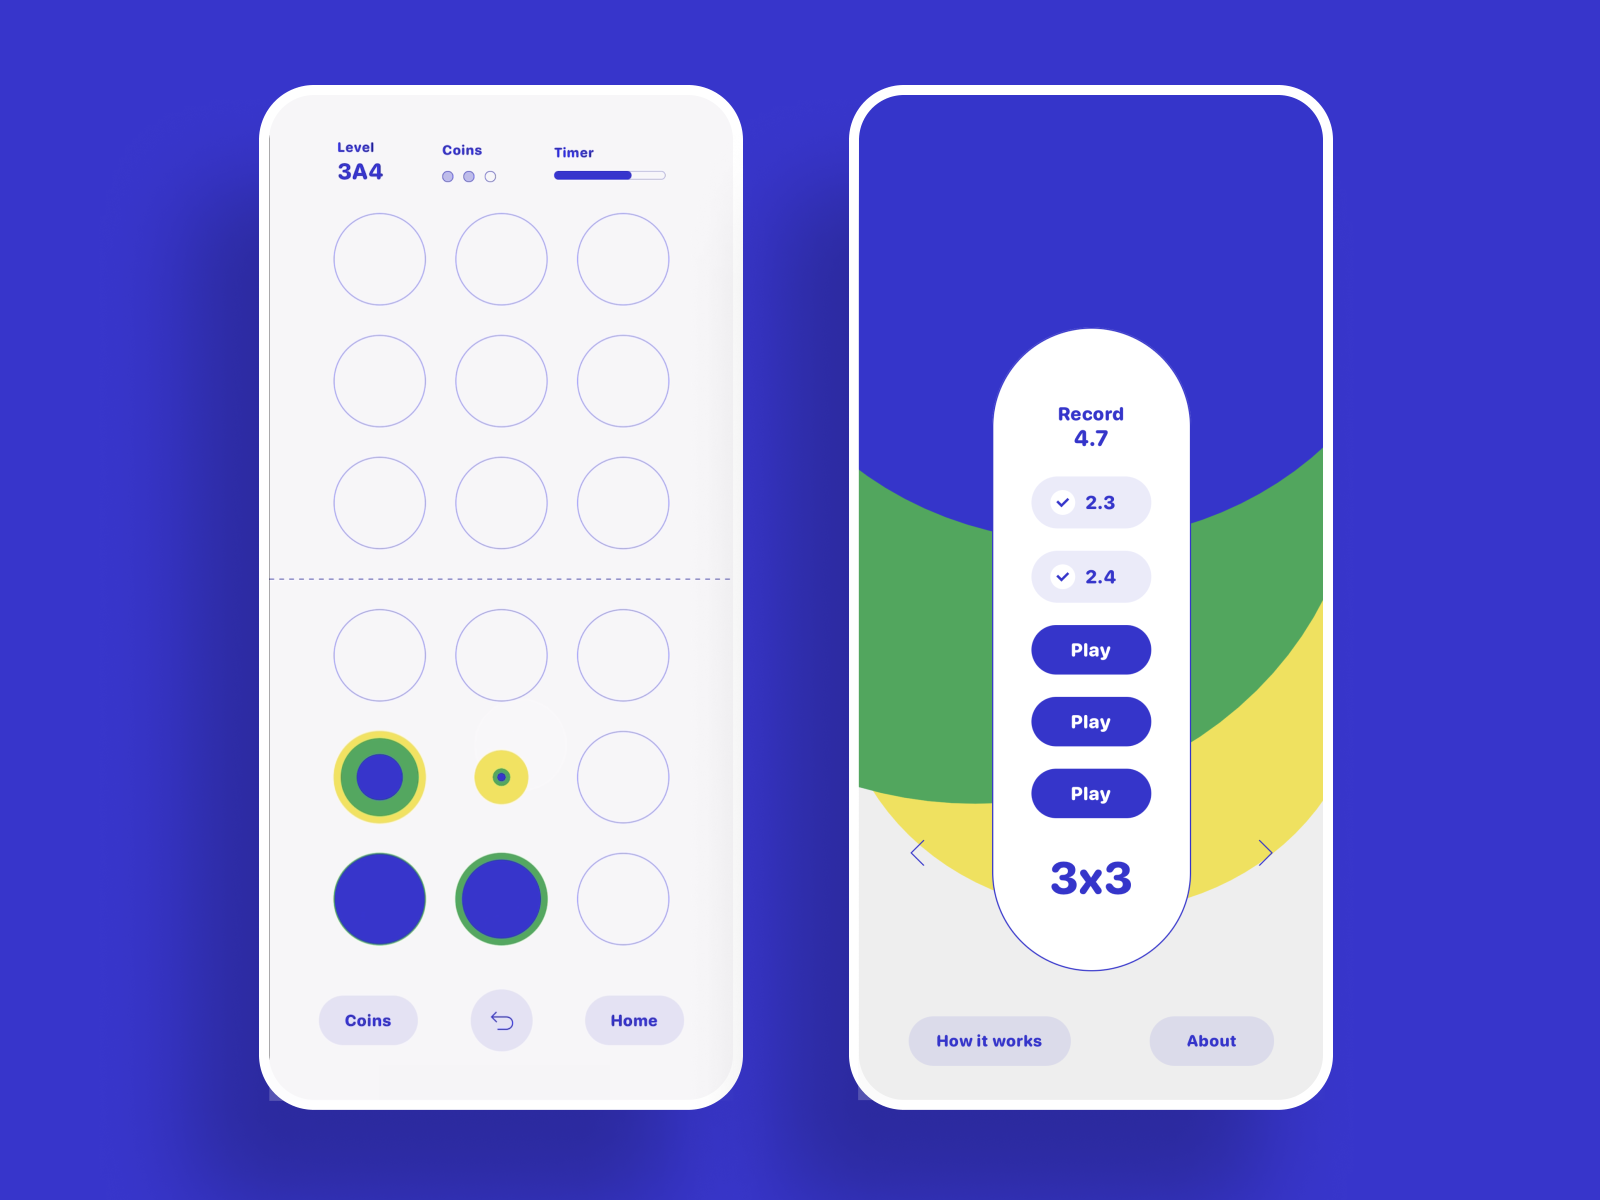 Level
3A4
Coins
Timer
Coins
Home
Record
4.7
2.3
2.4
Play
Play
Play
3x3
How it works
About